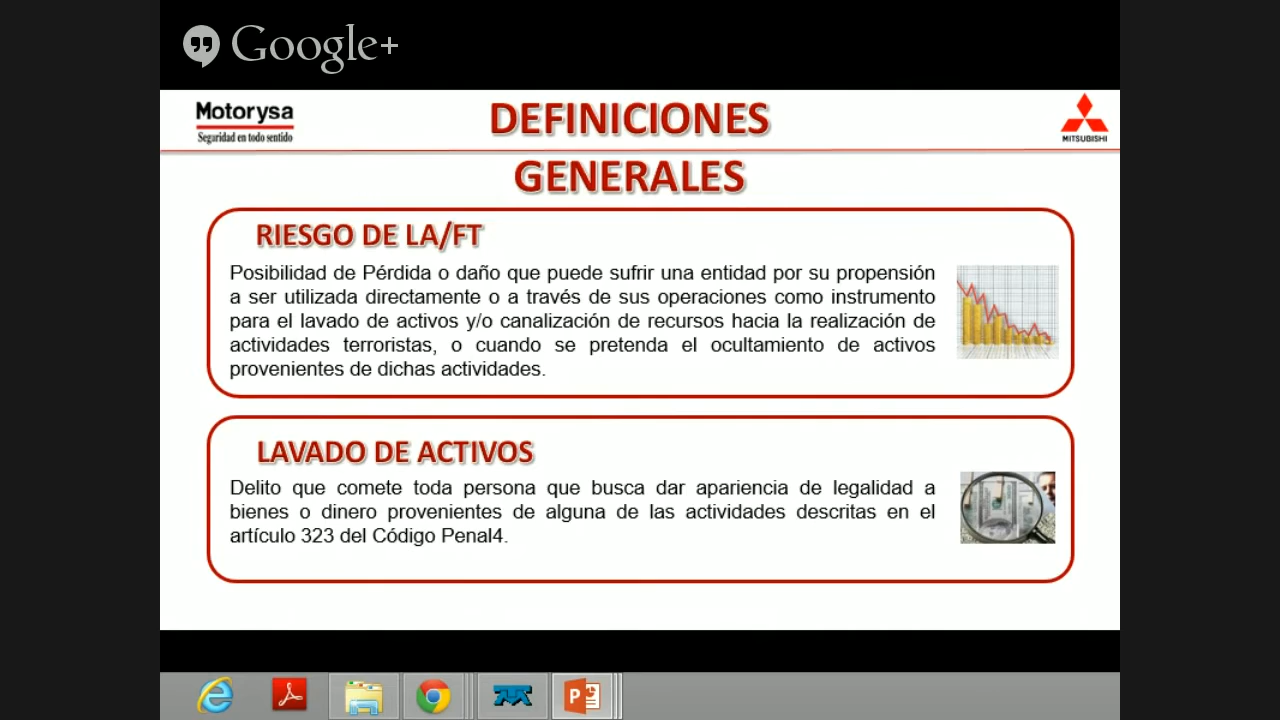 Google+
Motorysa
Seguridad en todo sentido
DEFINICIONES
GENERALES
MITSUBISHI
RIESGO DE LA/FT
Posibilidad de Pérdida o daño que puede sufrir una entidad por su propensión
a ser utilizada directamente o a través de sus operaciones como instrumento
para el lavado de activos y/o canalización de recursos hacia la realización de
actividades terroristas, o cuando se pretenda el ocultamiento de activos
provenientes de dichas actividades.
LAVADO DE ACTIVOS
Delito que comete toda persona que busca dar apariencia de legalidad a
bienes o dinero provenientes de alguna de las actividades descritas en el
artículo 323 del Código Penal4.